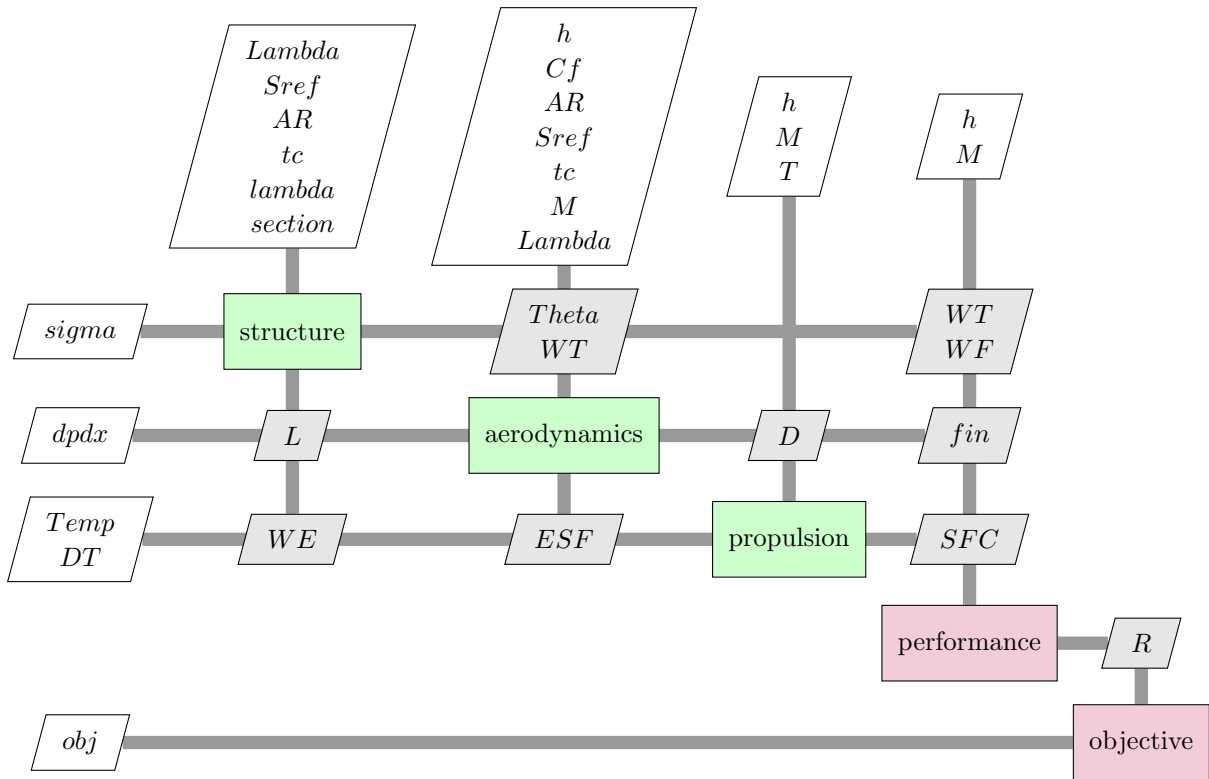 Lambda
Sref
AR
tc
lambda
section
h
Cf
AR
Sref
tc
M
Lambda
h
M
T
h
M
sigma
structure
Theta
WT
WT
WF
dpdx
L
aerodynamics
D
fin
Temp
DT
WE
ESF
propulsion
SFC
performance
R
obj
objective